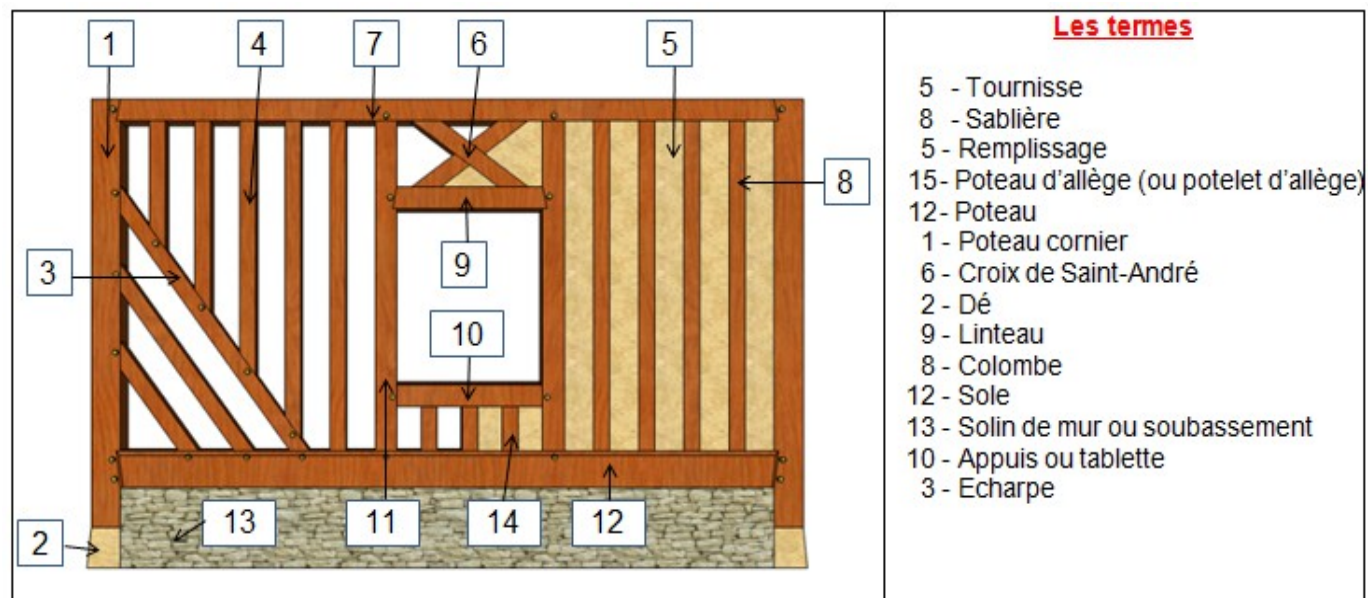 1
4
7
6
5
8
3
9
10
2
13
11
14
12
Les termes
5 - Tournisse
8 - Sablière
5 - Remplissage
15- Poteau d'allège (ou potelet d'allège)
12- Poteau
1 - Poteau cornier
6 - Croix de Saint-André
2 - Dé
9 - Linteau
8 - Colombe
12 - Sole
13 - Solin de mur ou soubassement
10 - Appuis ou tablette
3 - Echarpe